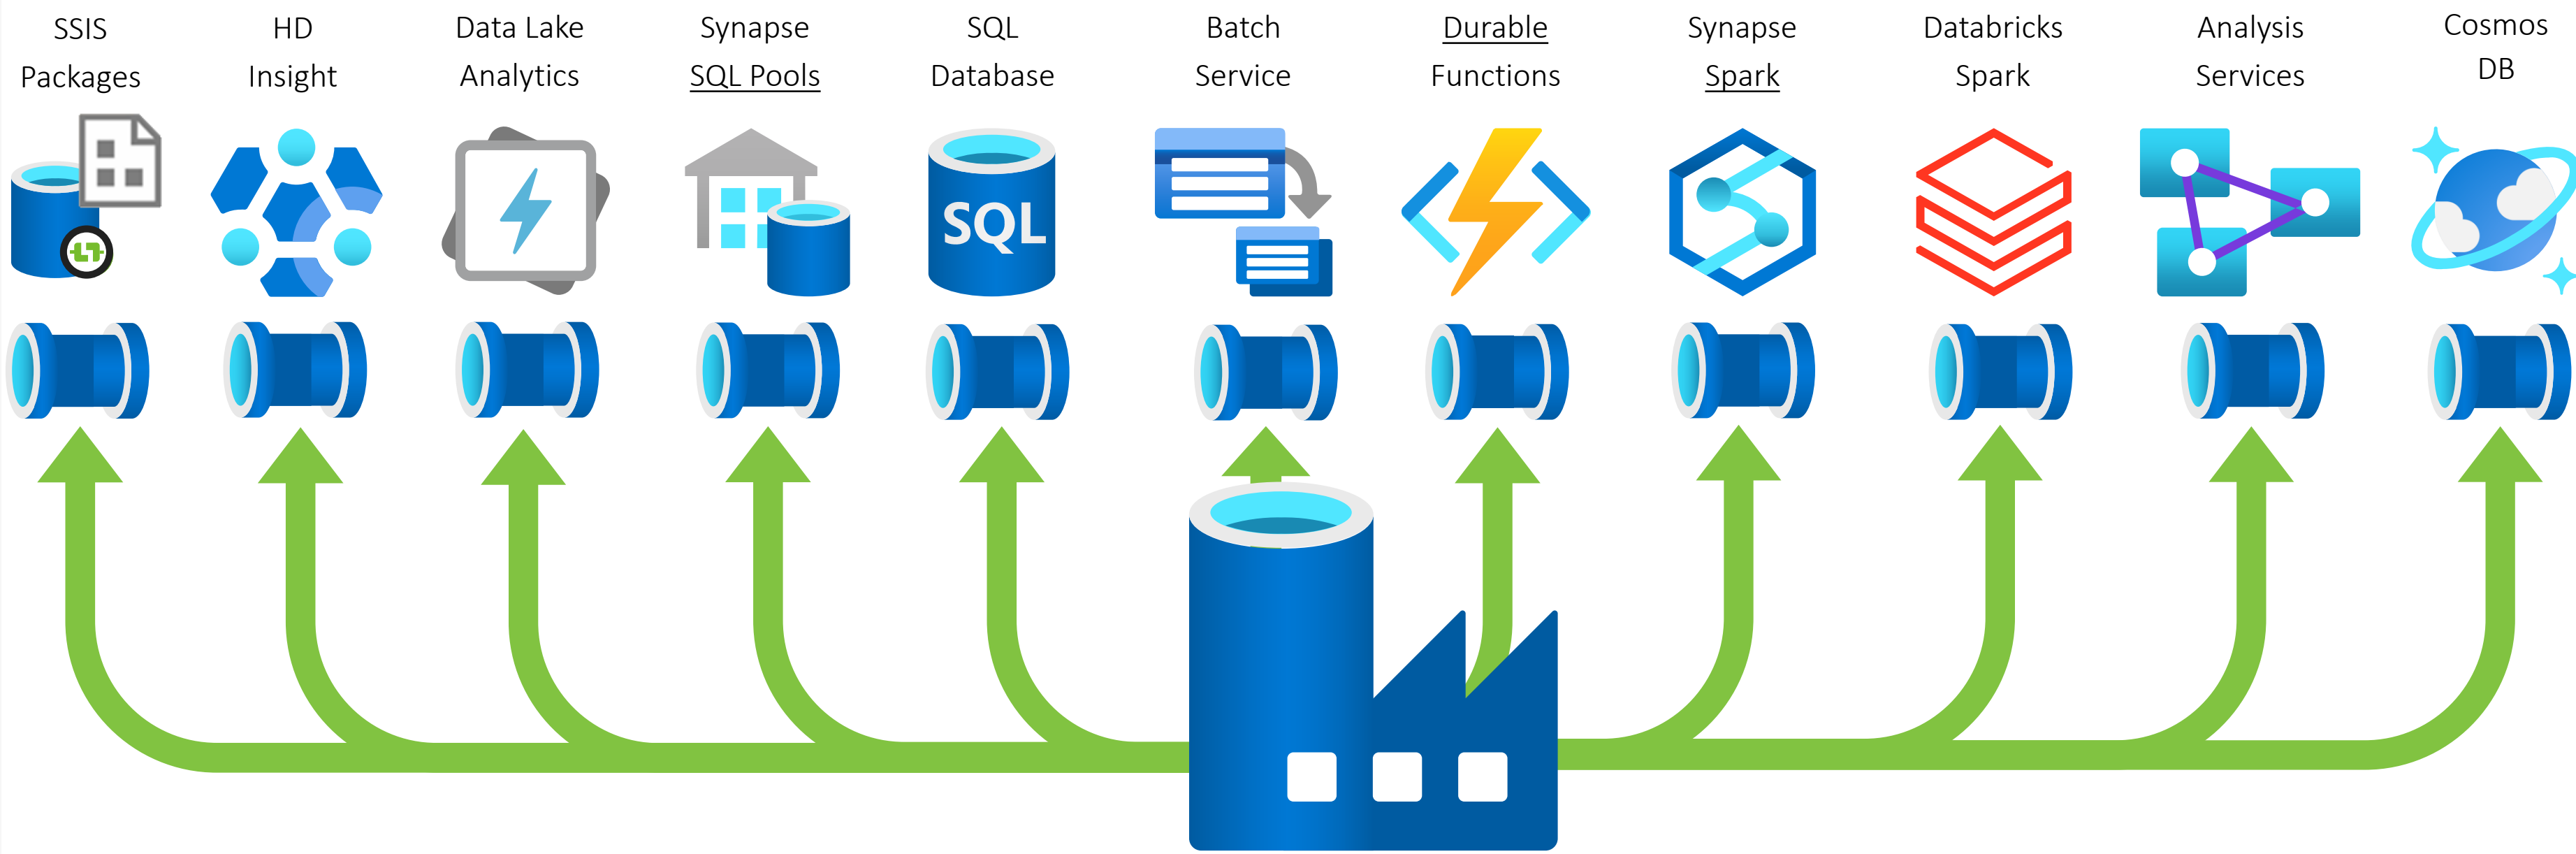 SSIS
Packages
HD
Insight
Data Lake
Analytics
Synapse
SQL Pools
SQL
Database
Batch
Service
Durable
Functions
Synapse
Spark
Databricks
Spark
Analysis
Services
Cosmos
DB
SQL